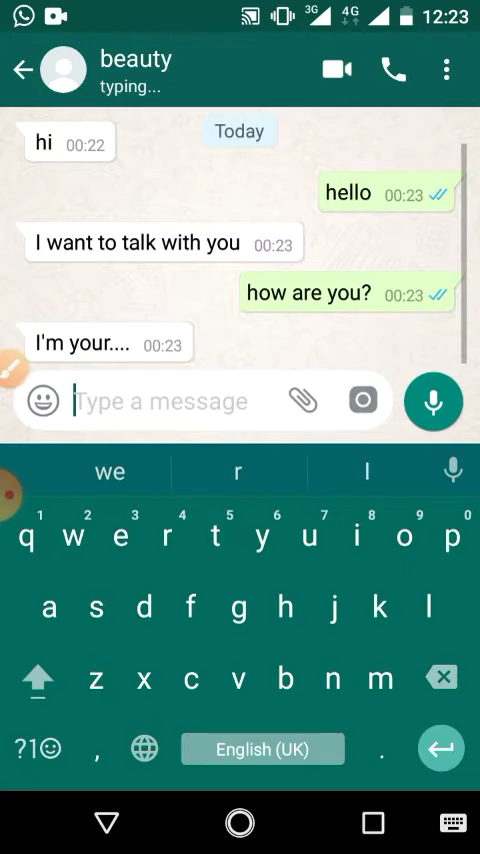 3G 4G 12:23
beauty
typing...
Today
hi 00:22
hello 00:23
I want to talk with you 00:23
how are you? 00:23
I'm your.... 00:23
Type a message
we r I
1 2 3 4 5 6 7 8 9 0
q w e r t y u i o p
a s d f g h j k l
z x c v b n m
?1☺ , English (UK) .